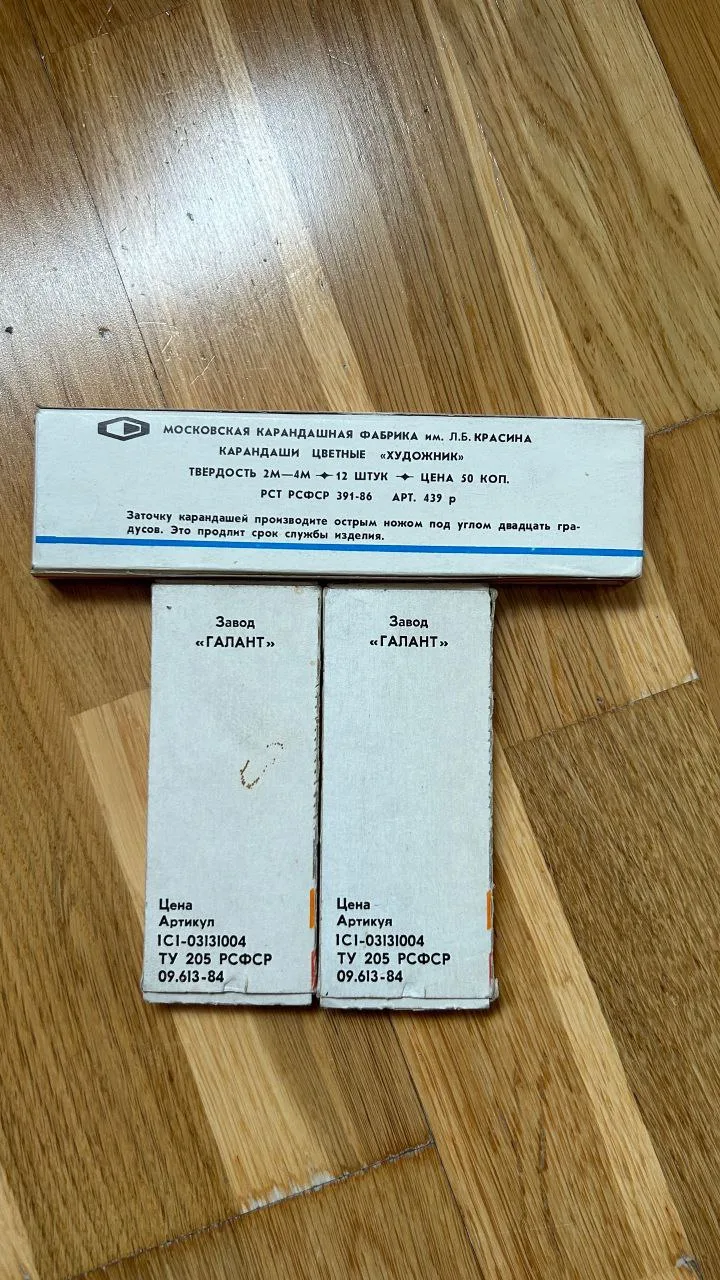 МОСКОВСКАЯ КАРАНДАШНАЯ ФАБРИКА им. Л.Б. КРАСИНА
КАРАНДАШИ ЦВЕТНЫЕ «ХУДОЖНИК»
ТВЕРДОСТЬ 2М—4М ✦ 12 ШТУК ✦ ЦЕНА 50 КОП.
РСТ РСФСР 391-86 АРТ. 439 р
Заточку карандашей производите острым ножом под углом двадцать гра-
дусов. Это продлит срок службы изделия.
Завод
«ГАЛАНТ»
Цена
Артикул
1С1-03131004
ТУ 205 РСФСР
09.613-84
Завод
«ГАЛАНТ»
Цена
Артикул
1С1-03131004
ТУ 205 РСФСР
09.613-84